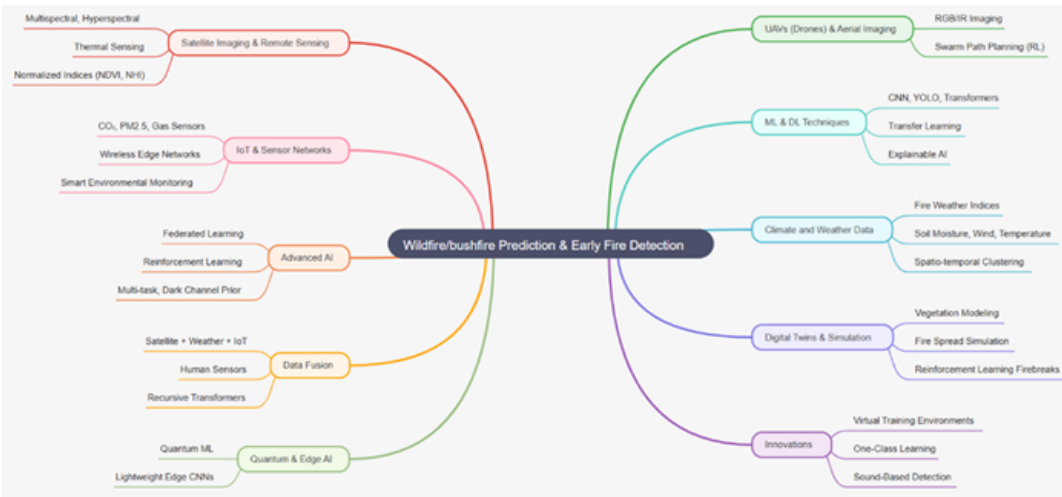 Multispectral, Hyperspectral
Thermal Sensing
Normalized Indices (NDVI, NHI)
Satellite Imaging & Remote Sensing
CO₂, PM2.5, Gas Sensors
Wireless Edge Networks
Smart Environmental Monitoring
IoT & Sensor Networks
Federated Learning
Reinforcement Learning
Multi-task, Dark Channel Prior
Advanced AI
Satellite + Weather + IoT
Human Sensors
Recursive Transformers
Data Fusion
Quantum ML
Lightweight Edge CNNs
Quantum & Edge AI
Wildfire/bushfire Prediction & Early Fire Detection
UAVs (Drones) & Aerial Imaging
RGB/IR Imaging
Swarm Path Planning (RL)
ML & DL Techniques
CNN, YOLO, Transformers
Transfer Learning
Explainable AI
Climate and Weather Data
Fire Weather Indices
Soil Moisture, Wind, Temperature
Spatio-temporal Clustering
Digital Twins & Simulation
Vegetation Modeling
Fire Spread Simulation
Reinforcement Learning Firebreaks
Innovations
Virtual Training Environments
One-Class Learning
Sound-Based Detection